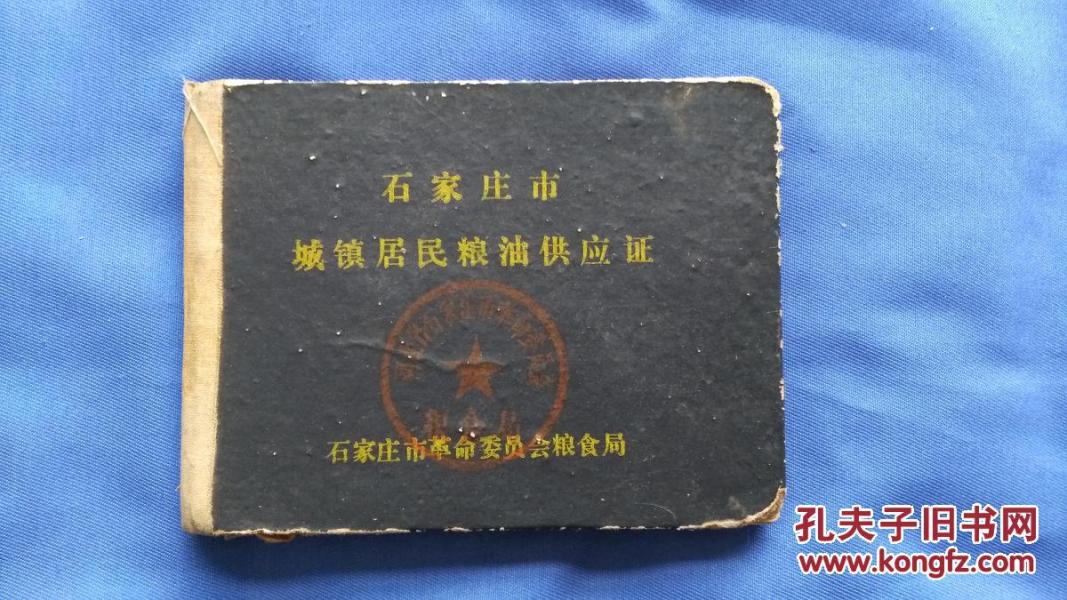 石家庄市
城镇居民粮油供应证
石家庄市革命委员会粮食局
孔夫子旧书网
www.kongfz.com